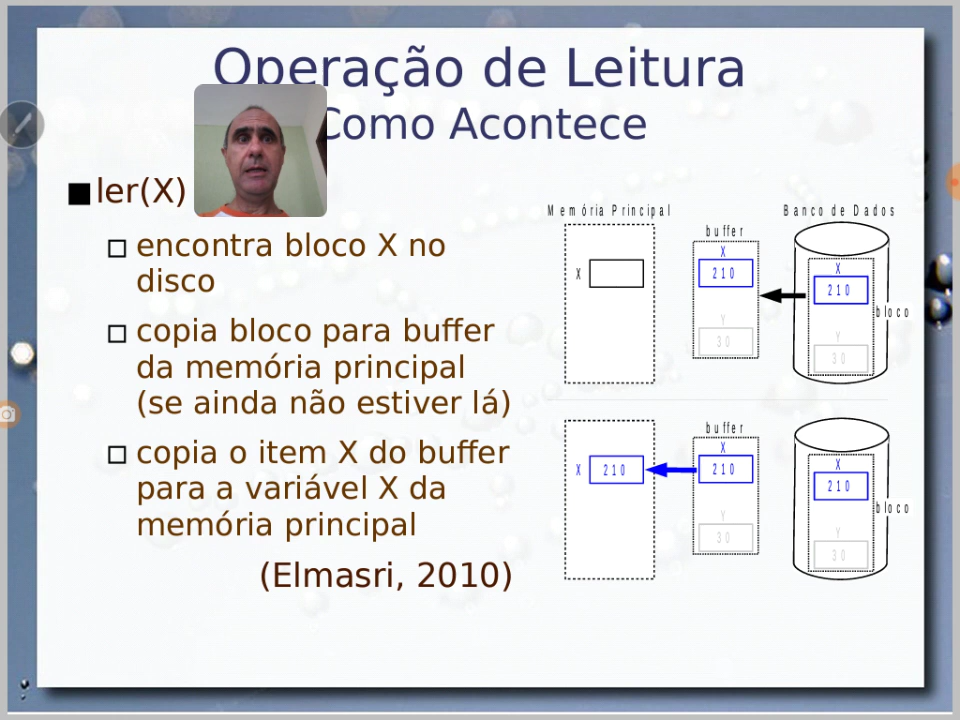 Operação de Leitura
Como Acontece
ler(X)
encontra bloco X no
disco
copia bloco para buffer
da memória principal
(se ainda não estiver lá)
copia o item X do buffer
para a variável X da
memória principal
(Elmasri, 2010)
Memória Principal
Banco de Dados
buffer
X
X
210
X
210
bloco
Y
30
Y
30
buffer
X
210
X
210
X
210
bloco
Y
30
Y
30